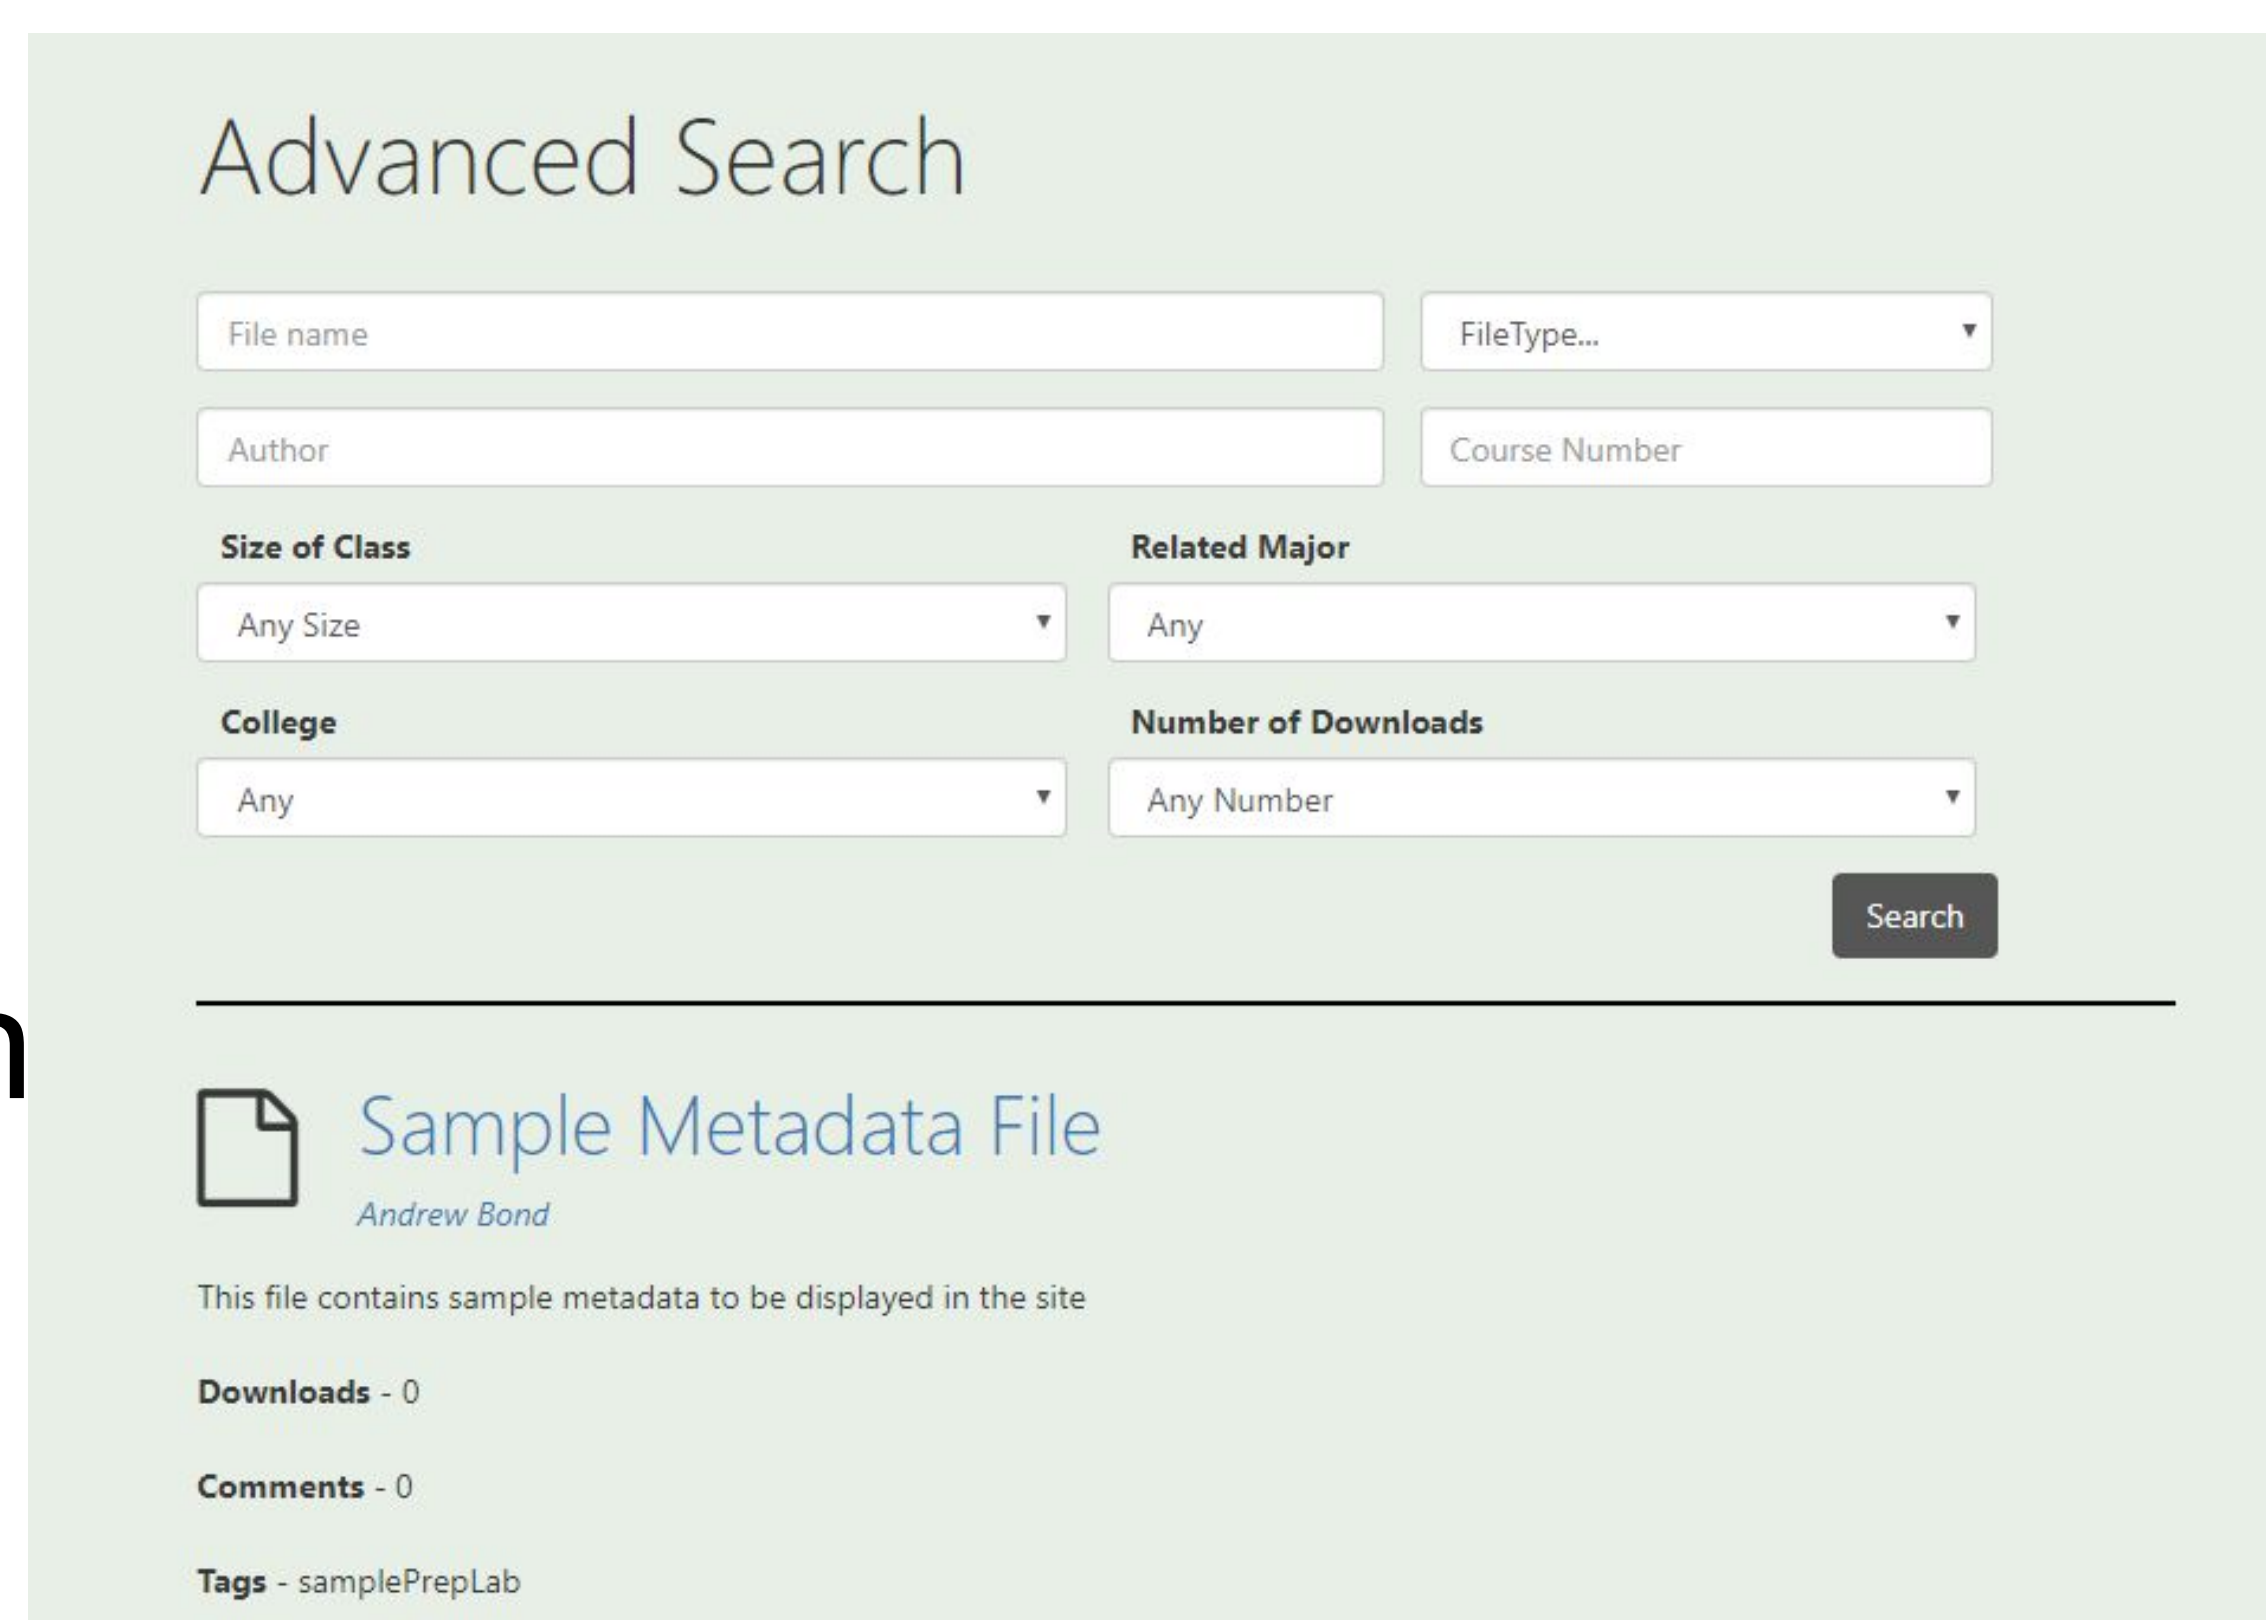 Advanced Search
File name
FileType...
Author
Course Number
Size of Class
Related Major
Any Size
Any
College
Number of Downloads
Any
Any Number
Search
Sample Metadata File
Andrew Bond
This file contains sample metadata to be displayed in the site
Downloads - 0
Comments - 0
Tags - samplePrepLab